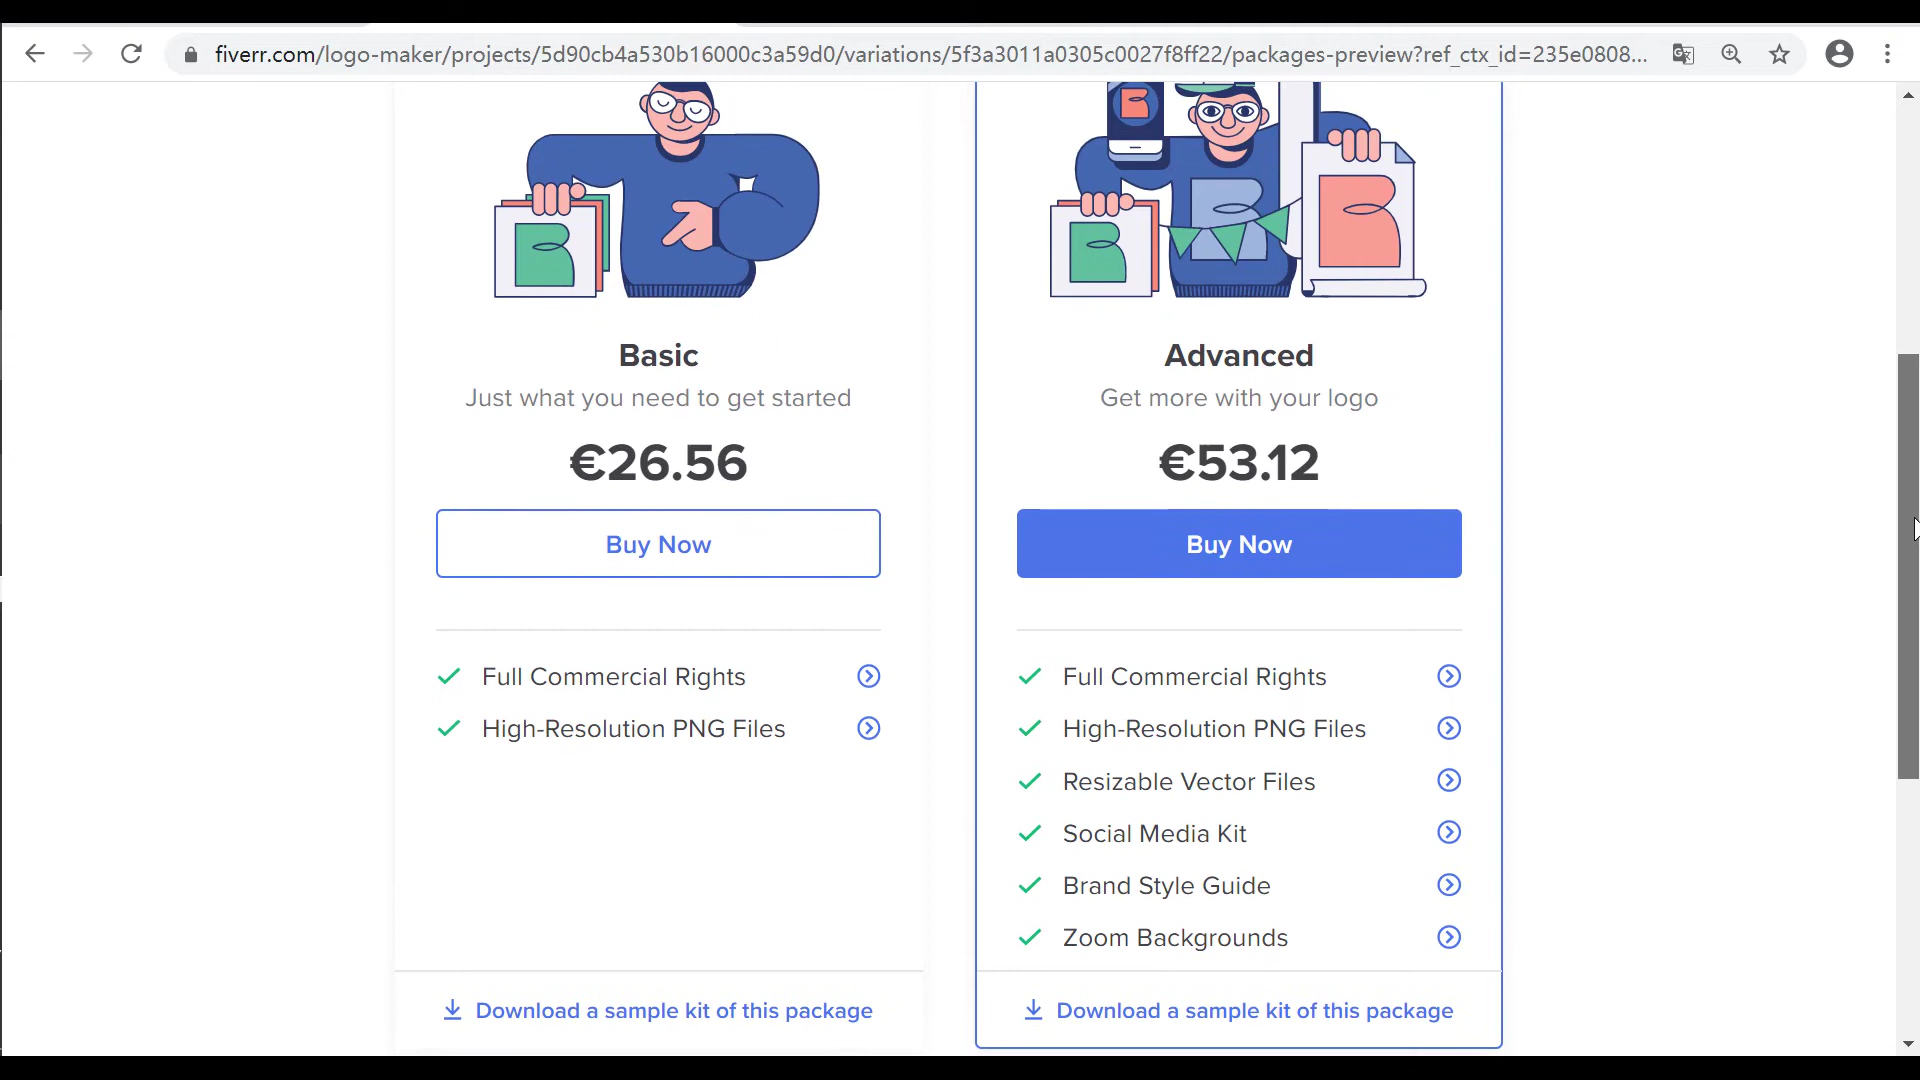 fiverr.com/logo-maker/projects/5d90cb4a530b16000c3a59d0/variations/5f3a3011a0305c0027f8ff22/packages-preview?ref_ctx_id=235e0808...
Basic
Just what you need to get started
€26.56
Buy Now
Full Commercial Rights
High-Resolution PNG Files
Download a sample kit of this package
Advanced
Get more with your logo
€53.12
Buy Now
Full Commercial Rights
High-Resolution PNG Files
Resizable Vector Files
Social Media Kit
Brand Style Guide
Zoom Backgrounds
Download a sample kit of this package